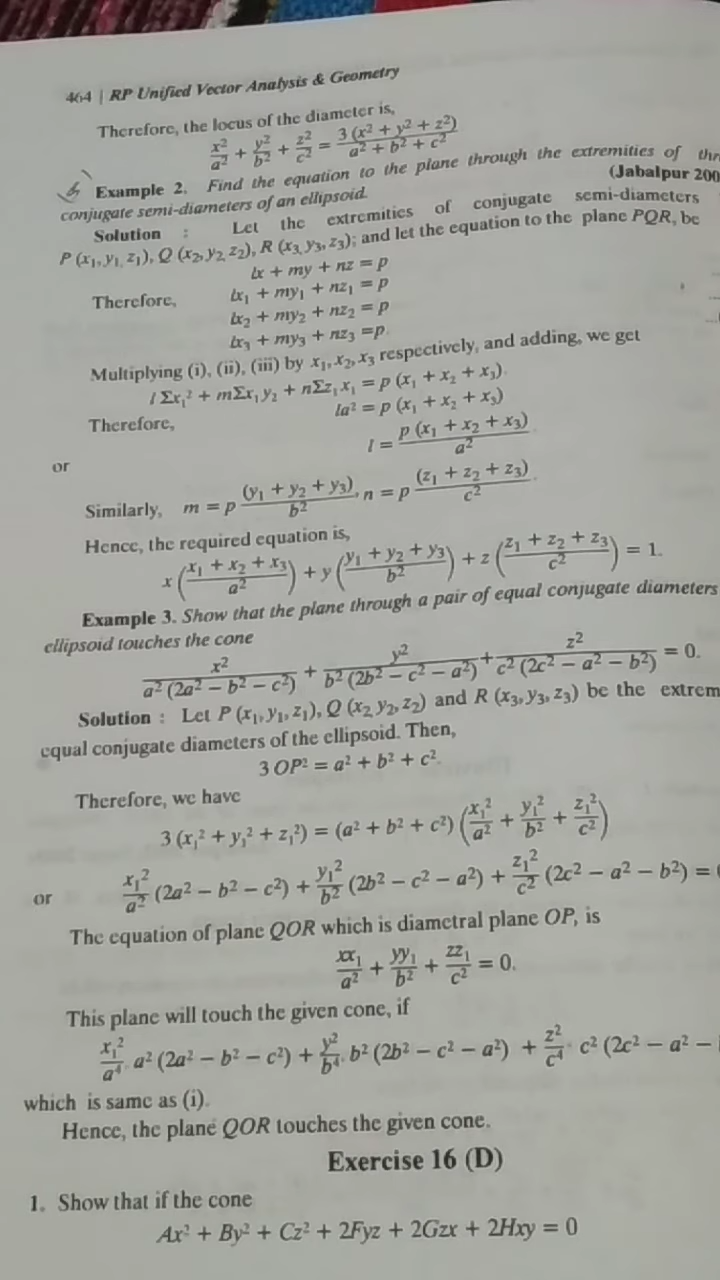 464 | RP Unified Vector Analysis & Geometry
Therefore, the locus of the diameter is,
x²/a² + y²/b² + z²/c² = 3 (x² + y² + z²)/(a² + b² + c²)
Example 2. Find the equation to the plane through the extremities of thr
conjugate semi-diameters of an ellipsoid. (Jabalpur 200
Solution : Let the extremities of conjugate semi-diameters
P (x₁, y₁, z₁), Q (x₂, y₂, z₂), R (x₃, y₃, z₃); and let the equation to the plane PQR, be
lx + my + nz = p
Therefore, lx₁ + my₁ + nz₁ = p
lx₂ + my₂ + nz₂ = p
lx₃ + my₃ + nz₃ = p.
Multiplying (i), (ii), (iii) by x₁, x₂, x₃ respectively, and adding, we get
l Σx₁² + mΣx₁y₁ + nΣz₁x₁ = p (x₁ + x₂ + x₃).
Therefore, la² = p (x₁ + x₂ + x₃)
or l = p (x₁ + x₂ + x₃)/a²
Similarly, m = p (y₁ + y₂ + y₃)/b², n = p (z₁ + z₂ + z₃)/c².
Hence, the required equation is,
x ((x₁ + x₂ + x₃)/a²) + y ((y₁ + y₂ + y₃)/b²) + z ((z₁ + z₂ + z₃)/c²) = 1.
Example 3. Show that the plane through a pair of equal conjugate diameters
ellipsoid touches the cone
x²/(a² (2a² – b² – c²)) + y²/(b² (2b² – c² – a²)) + z²/(c² (2c² – a² – b²)) = 0.
Solution : Let P (x₁, y₁, z₁), Q (x₂, y₂, z₂) and R (x₃, y₃, z₃) be the extrem
equal conjugate diameters of the ellipsoid. Then,
3 OP² = a² + b² + c².
Therefore, we have
3 (x₁² + y₁² + z₁²) = (a² + b² + c²) (x₁²/a² + y₁²/b² + z₁²/c²)
or x₁²/a² (2a² – b² – c²) + y₁²/b² (2b² – c² – a²) + z₁²/c² (2c² – a² – b²) =
The equation of plane QOR which is diametral plane OP, is
xx₁/a² + yy₁/b² + zz₁/c² = 0.
This plane will touch the given cone, if
x₁²/a⁴ . a² (2a² – b² – c²) + y²/b⁴ . b² (2b² – c² – a²) + z²/c⁴ · c² (2c² – a² –
which is same as (i).
Hence, the plane QOR touches the given cone.
Exercise 16 (D)
1. Show that if the cone
Ax² + By² + Cz² + 2Fyz + 2Gzx + 2Hxy = 0